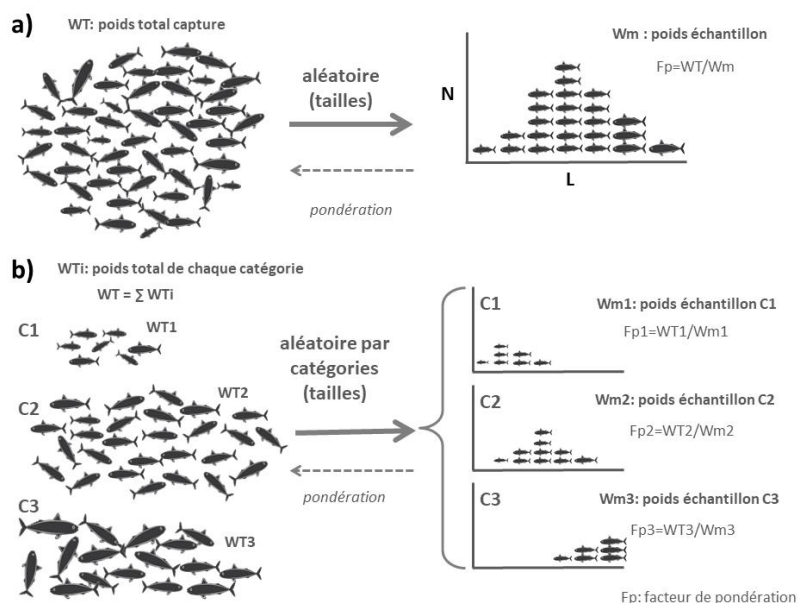 a)
WT: poids total capture
aléatoire
(tailles)
pondération
Wm : poids échantillon
Fp=WT/Wm
N
L
b)
WTi: poids total de chaque catégorie
WT = ∑ WTi
C1
WT1
C2
WT2
C3
WT3
aléatoire par
catégories
(tailles)
pondération
C1
Wm1: poids échantillon C1
Fp1=WT1/Wm1
C2
Wm2: poids échantillon C2
Fp2=WT2/Wm2
C3
Wm3: poids échantillon C3
Fp3=WT3/Wm3
Fp: facteur de pondération